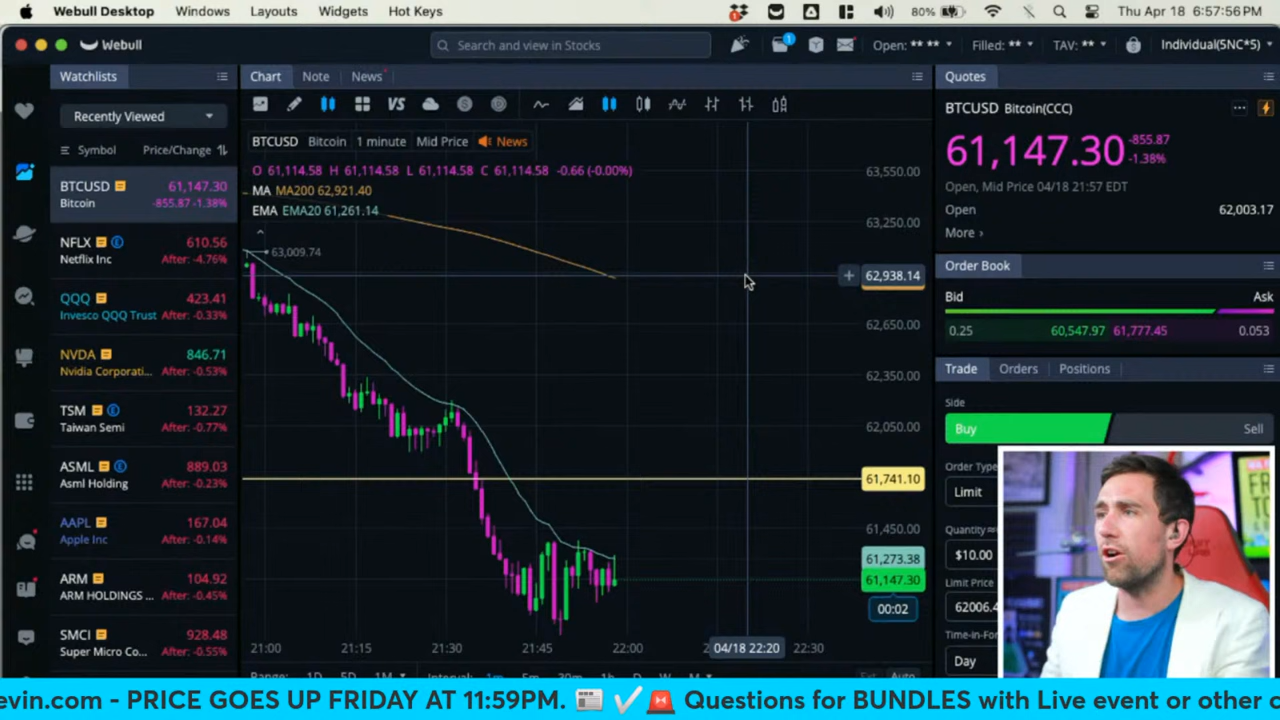 Webull Desktop Windows Layouts Widgets Hot Keys 80% Thu Apr 18 6:57:56 PM
Webull Search and view in Stocks 1 Open: ** ** Filled: ** TAV: ** Individual(5NC*5)
Watchlists
Recently Viewed
Symbol Price/Change
BTCUSD 61,147.30
Bitcoin -855.87 -1.38%
NFLX 610.56
Netflix Inc After: -4.76%
QQQ 423.41
Invesco QQQ Trust After: -0.33%
NVDA 846.71
Nvidia Corporati... After: -0.53%
TSM 132.27
Taiwan Semi After: -0.77%
ASML 889.03
Asml Holding After: -0.23%
AAPL 167.04
Apple Inc After: -0.14%
ARM 104.92
ARM HOLDINGS ... After: -0.45%
SMCI 928.48
Super Micro Co... After: -0.55%
Chart Note News
VS S
BTCUSD Bitcoin 1 minute Mid Price News
O 61,114.58 H 61,114.58 L 61,114.58 C 61,114.58 -0.66 (-0.00%)
MA MA200 62,921.40
EMA EMA20 61,261.14
63,009.74
63,550.00
63,250.00
62,938.14
62,650.00
62,350.00
62,050.00
61,741.10
61,450.00
61,273.38
61,147.30
00:02
21:00 21:15 21:30 21:45 22:00 04/18 22:20 22:30
Quotes
BTCUSD Bitcoin(CCC)
61,147.30 -855.87
-1.38%
Open, Mid Price 04/18 21:57 EDT
Open 62,003.17
More
Order Book
Bid Ask
0.25 60,547.97 61,777.45 0.053
Trade Orders Positions
Side
Buy Sell
Order Type
Limit
Quantity
$10.00
Limit Price
62006.4
Time-in-For
Day
evin.com - PRICE GOES UP FRIDAY AT 11:59PM. Questions for BUNDLES with Live event or other